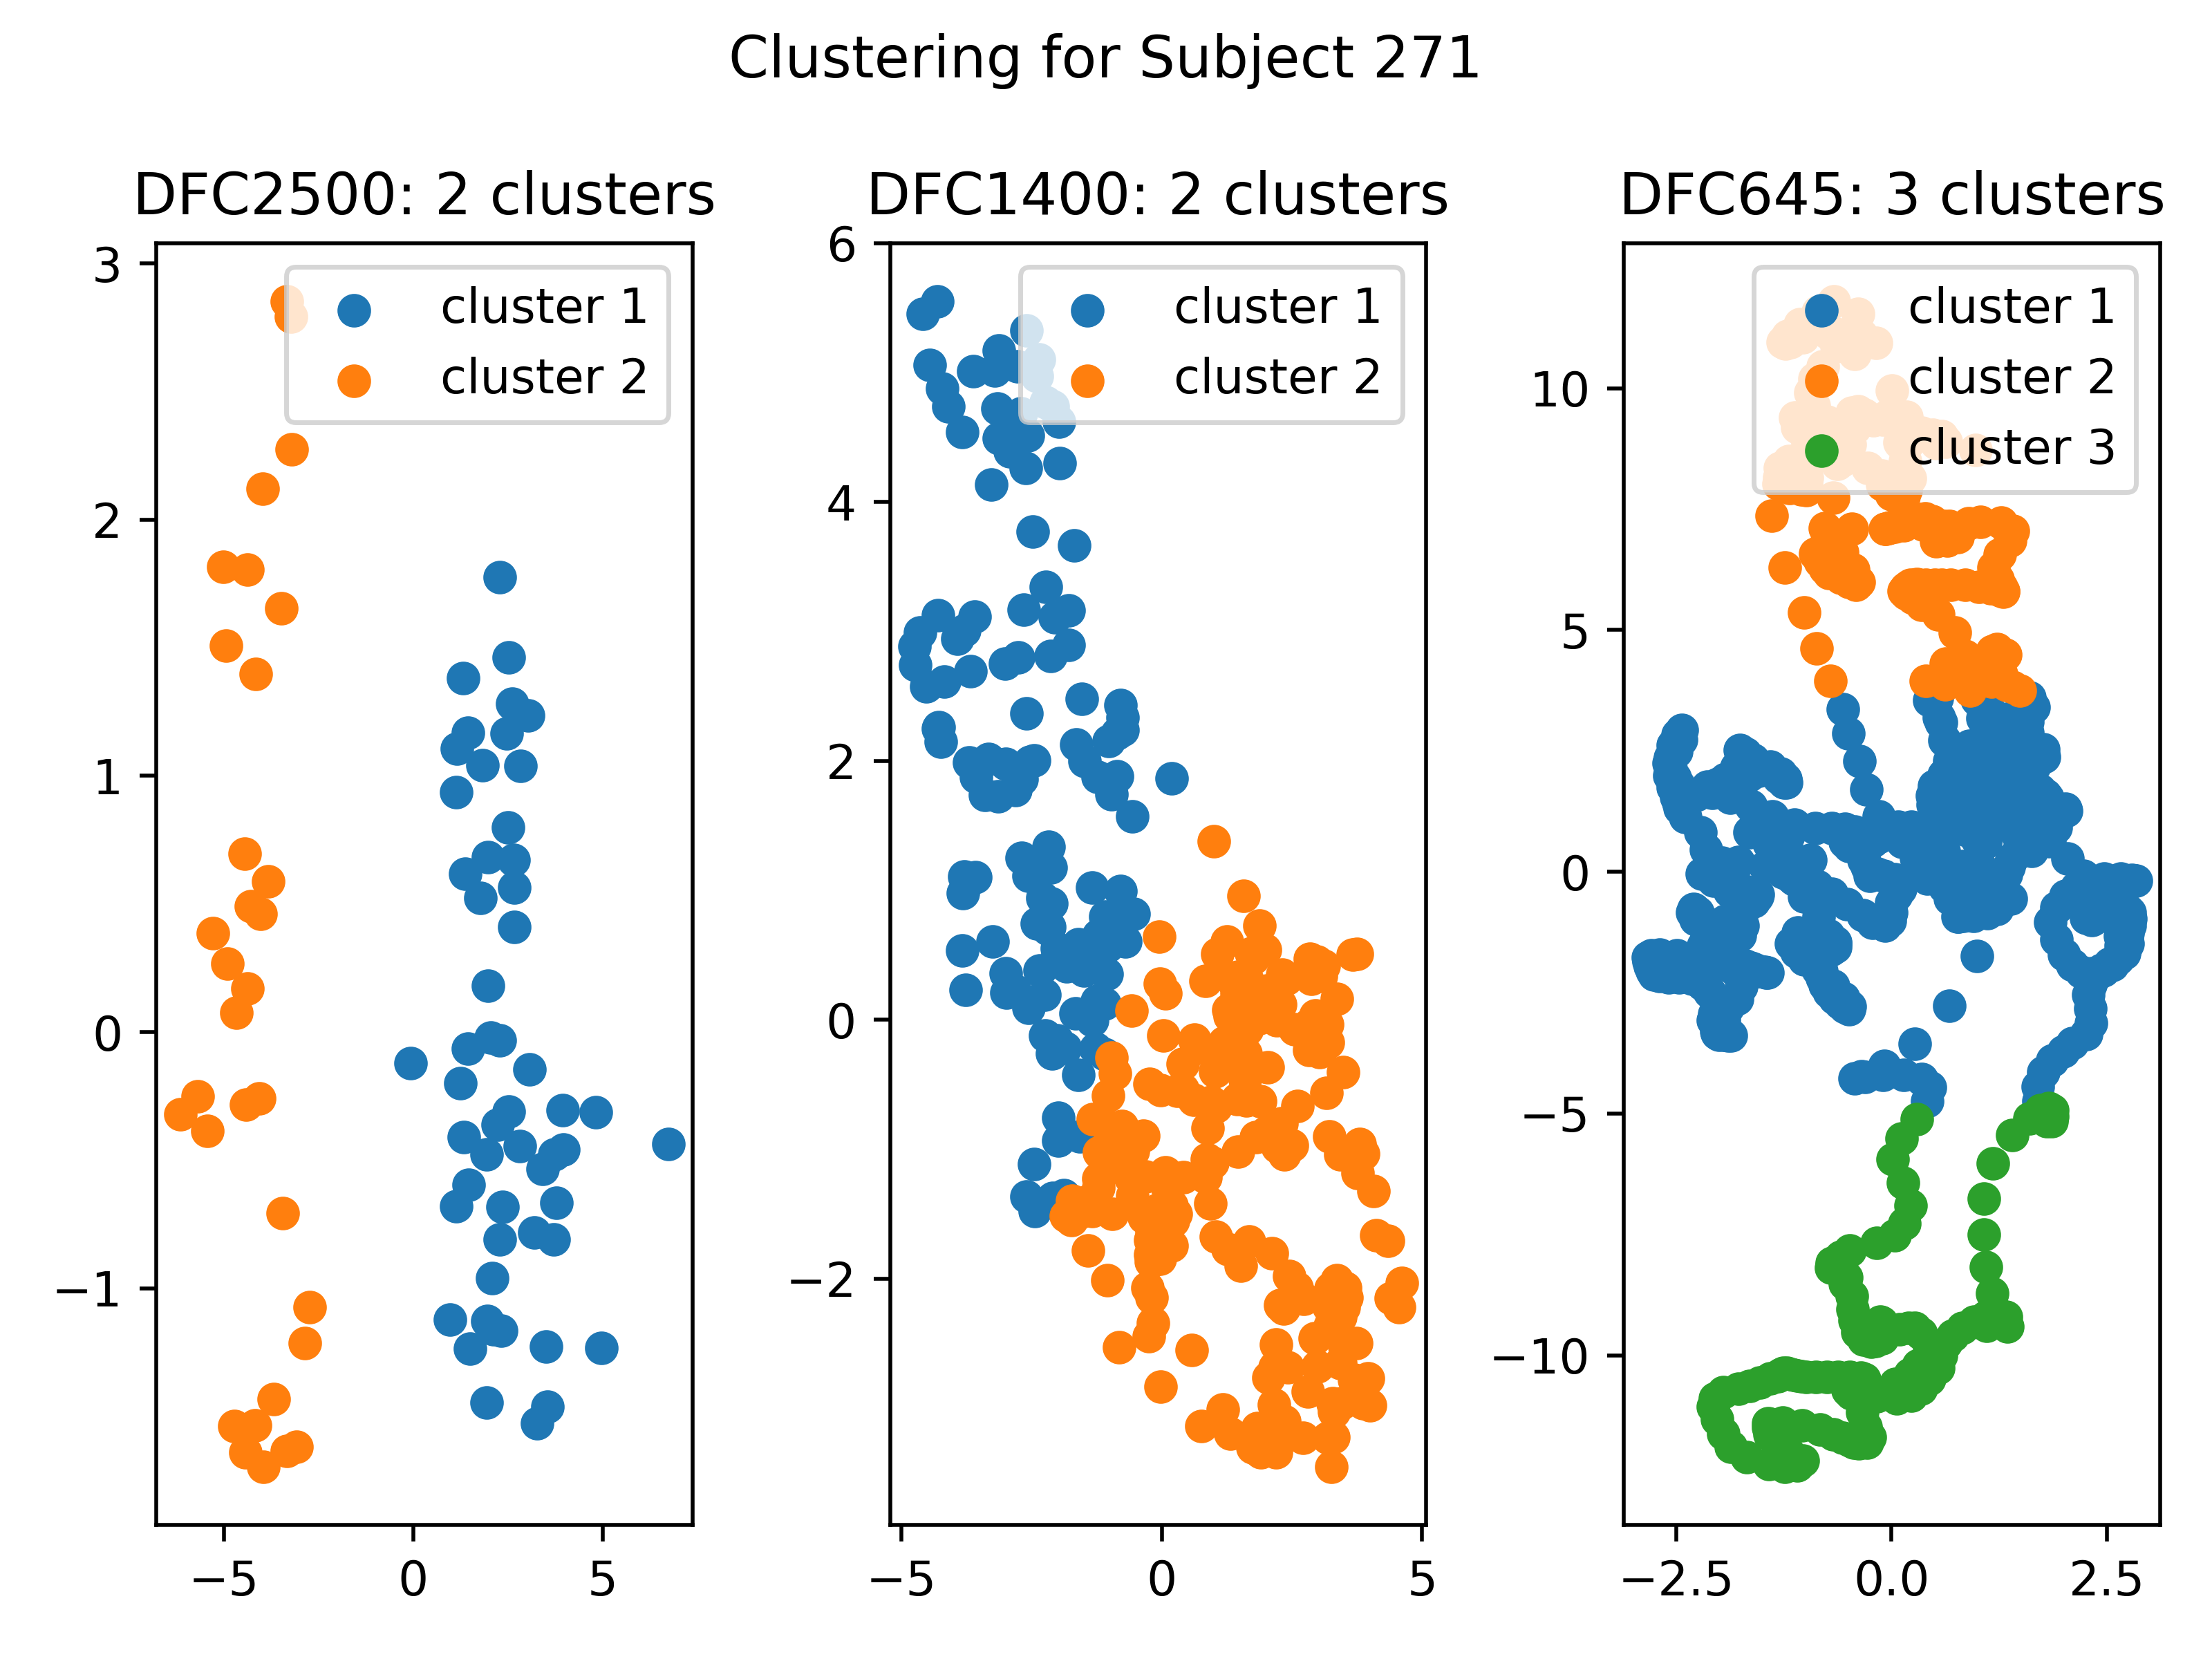 Clustering for Subject 271
DFC2500: 2 clusters
3
2
1
0
−1
−5
0
5
cluster 1
cluster 2
DFC1400: 2 clusters
6
4
2
0
−2
−5
0
5
cluster 1
cluster 2
DFC645: 3 clusters
10
5
0
−5
−10
−2.5
0.0
2.5
cluster 1
cluster 2
cluster 3